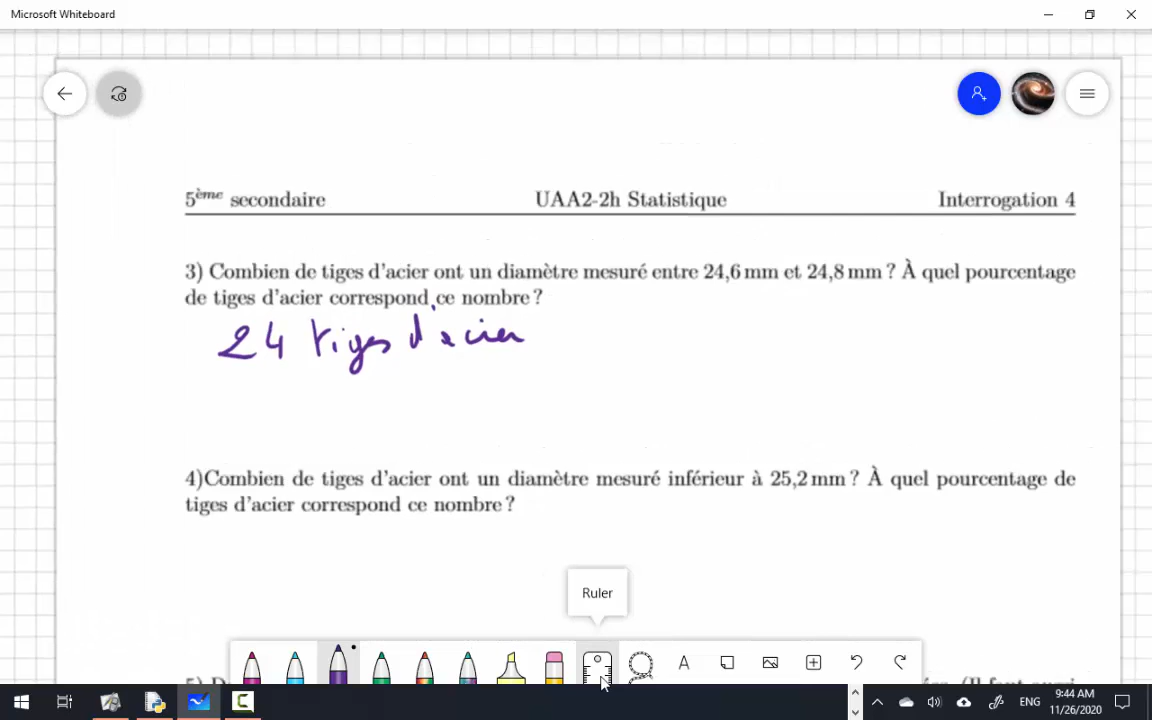 Microsoft Whiteboard
5ème secondaire UAA2-2h Statistique Interrogation 4
3) Combien de tiges d'acier ont un diamètre mesuré entre 24,6 mm et 24,8 mm ? À quel pourcentage
de tiges d'acier correspond ce nombre ?
24 tiges d'acier
4)Combien de tiges d'acier ont un diamètre mesuré inférieur à 25,2 mm ? À quel pourcentage de
tiges d'acier correspond ce nombre ?
Ruler
A
ENG
9:44 AM
11/26/2020